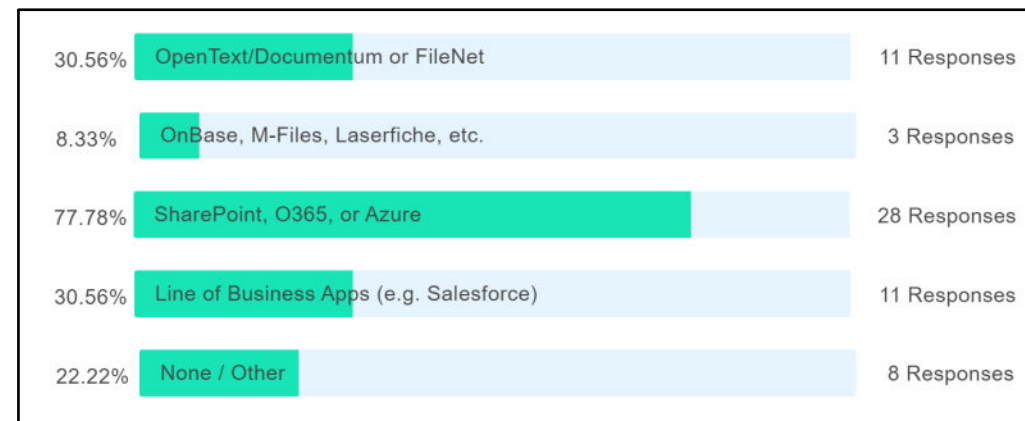 30.56% OpenText/Documentum or FileNet 11 Responses
8.33% OnBase, M-Files, Laserfiche, etc. 3 Responses
77.78% SharePoint, O365, or Azure 28 Responses
30.56% Line of Business Apps (e.g. Salesforce) 11 Responses
22.22% None / Other 8 Responses